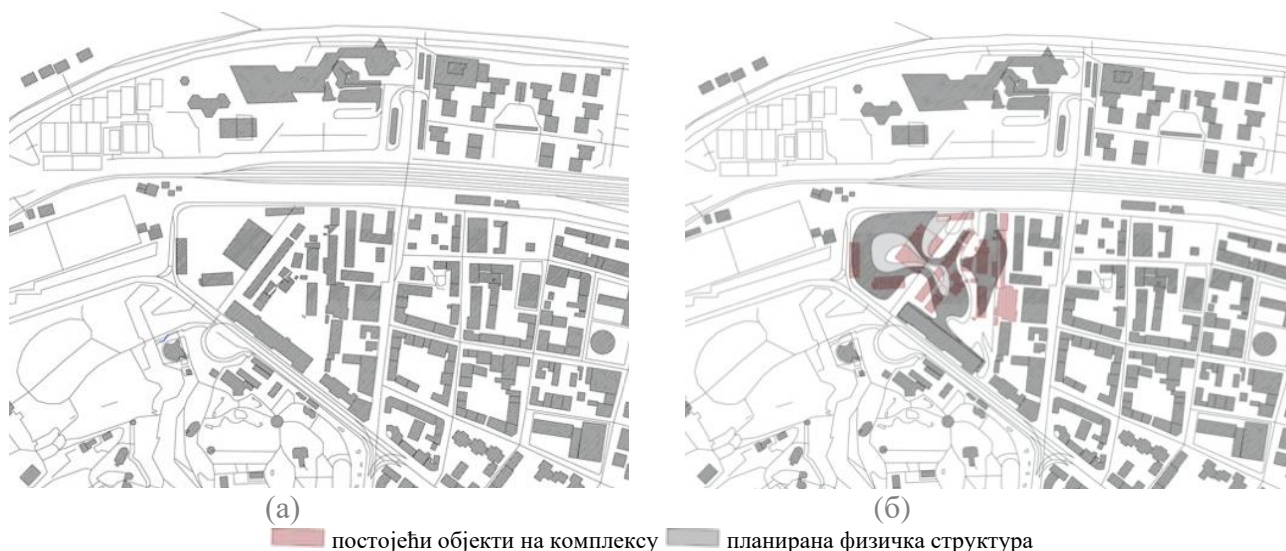 (а) (б)
постојећи објекти на комплексу планирана физичка структура